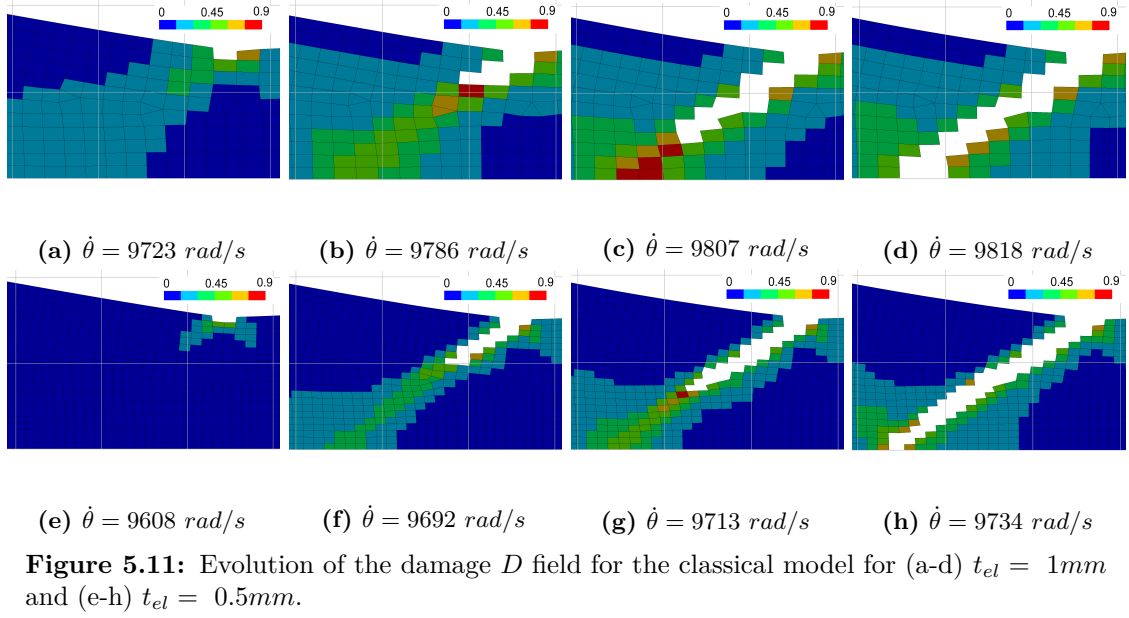 0 0.45 0.9 0 0.45 0.9 0 0.45 0.9 0 0.45 0.9
(a) θ̇ = 9723 rad/s (b) θ̇ = 9786 rad/s (c) θ̇ = 9807 rad/s (d) θ̇ = 9818 rad/s
0 0.45 0.9 0 0.45 0.9 0 0.45 0.9 0 0.45 0.9
(e) θ̇ = 9608 rad/s (f) θ̇ = 9692 rad/s (g) θ̇ = 9713 rad/s (h) θ̇ = 9734 rad/s
Figure 5.11: Evolution of the damage D field for the classical model for (a-d) t_el = 1mm
and (e-h) t_el = 0.5mm.